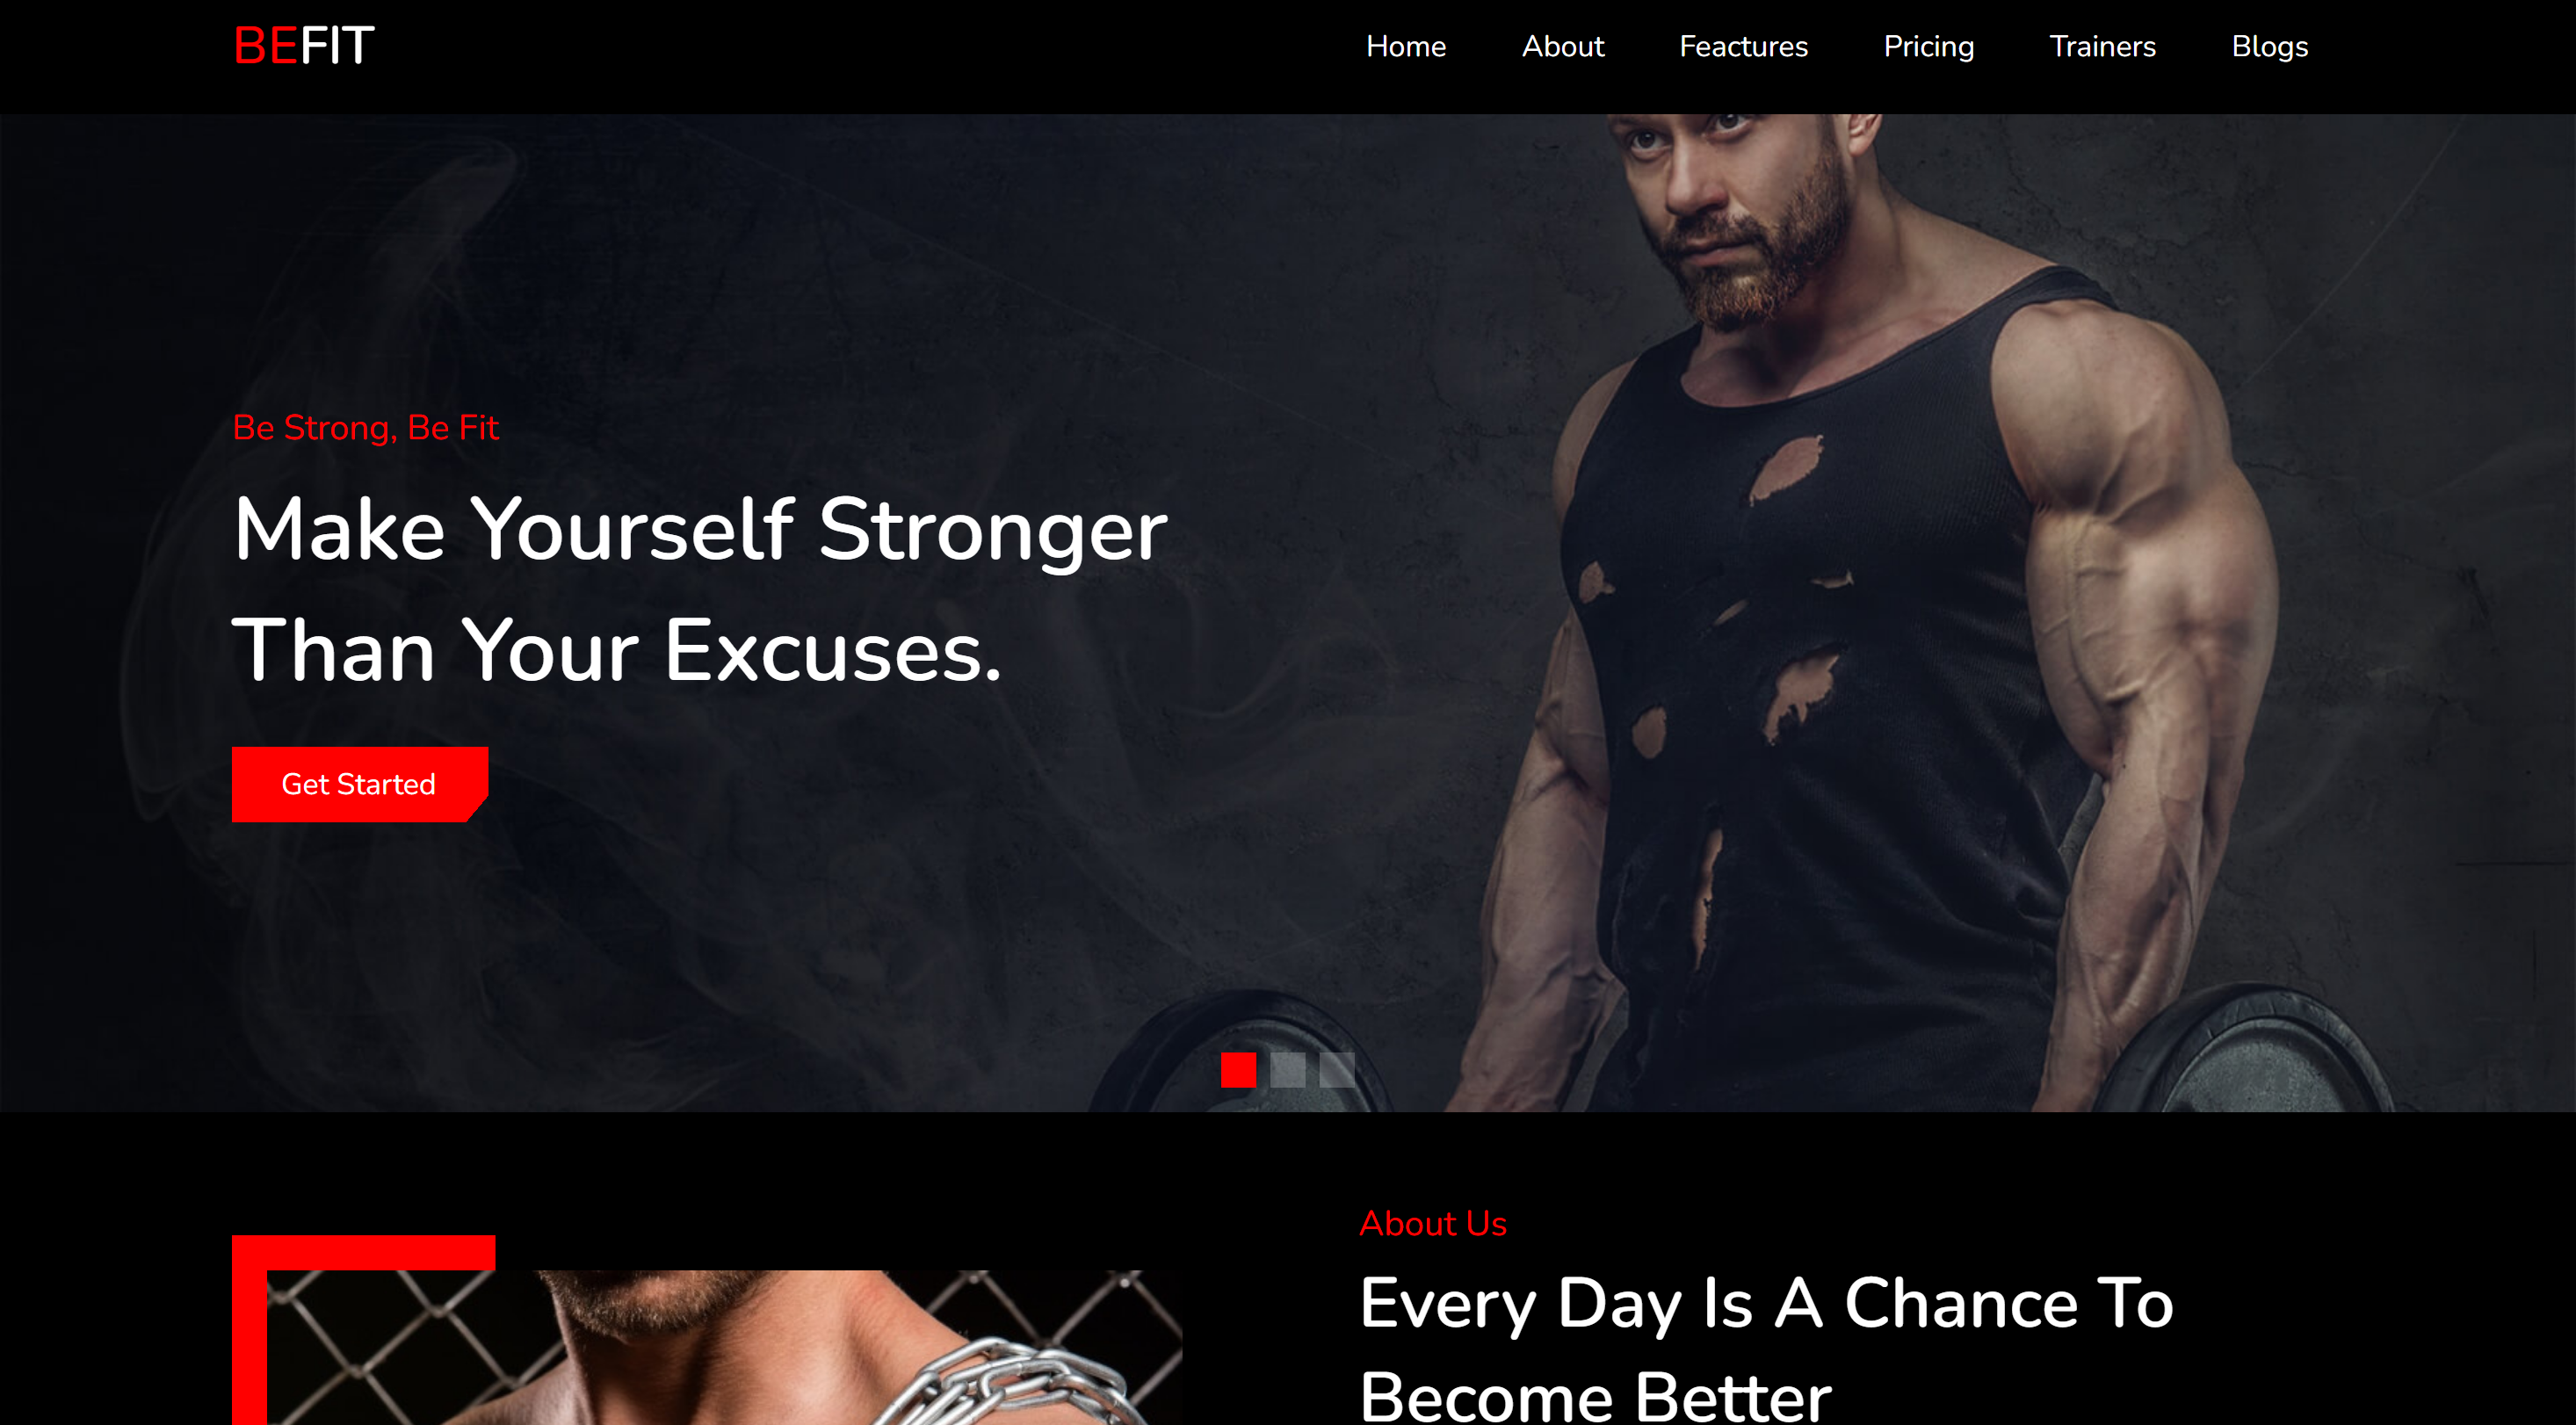 BEFIT
Home About Feactures Pricing Trainers Blogs
Be Strong, Be Fit
Make Yourself Stronger
Than Your Excuses.
Get Started
About Us
Every Day Is A Chance To
Become Better